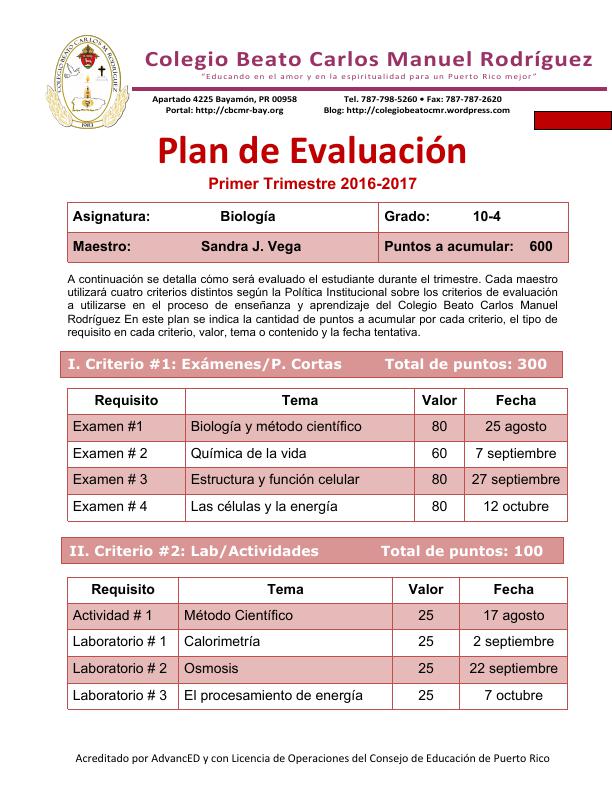 COLEGIO BEATO CARLOS M. RODRÍGUEZ
1983
Colegio Beato Carlos Manuel Rodríguez
"Educando en el amor y en la espiritualidad para un Puerto Rico mejor"
Apartado 4225 Bayamón, PR 00958 Tel. 787-798-5260 • Fax: 787-787-2620
Portal: http://cbcmr-bay.org Blog: http://colegiobeatocmr.wordpress.com
Plan de Evaluación
Primer Trimestre 2016-2017
Asignatura: Biología Grado: 10-4
Maestro: Sandra J. Vega Puntos a acumular: 600
A continuación se detalla cómo será evaluado el estudiante durante el trimestre. Cada maestro
utilizará cuatro criterios distintos según la Política Institucional sobre los criterios de evaluación
a utilizarse en el proceso de enseñanza y aprendizaje del Colegio Beato Carlos Manuel
Rodríguez En este plan se indica la cantidad de puntos a acumular por cada criterio, el tipo de
requisito en cada criterio, valor, tema o contenido y la fecha tentativa.
I. Criterio #1: Exámenes/P. Cortas Total de puntos: 300
Requisito Tema Valor Fecha
Examen #1 Biología y método científico 80 25 agosto
Examen # 2 Química de la vida 60 7 septiembre
Examen # 3 Estructura y función celular 80 27 septiembre
Examen # 4 Las células y la energía 80 12 octubre
II. Criterio #2: Lab/Actividades Total de puntos: 100
Requisito Tema Valor Fecha
Actividad # 1 Método Científico 25 17 agosto
Laboratorio # 1 Calorimetría 25 2 septiembre
Laboratorio # 2 Osmosis 25 22 septiembre
Laboratorio # 3 El procesamiento de energía 25 7 octubre
Acreditado por AdvancED y con Licencia de Operaciones del Consejo de Educación de Puerto Rico